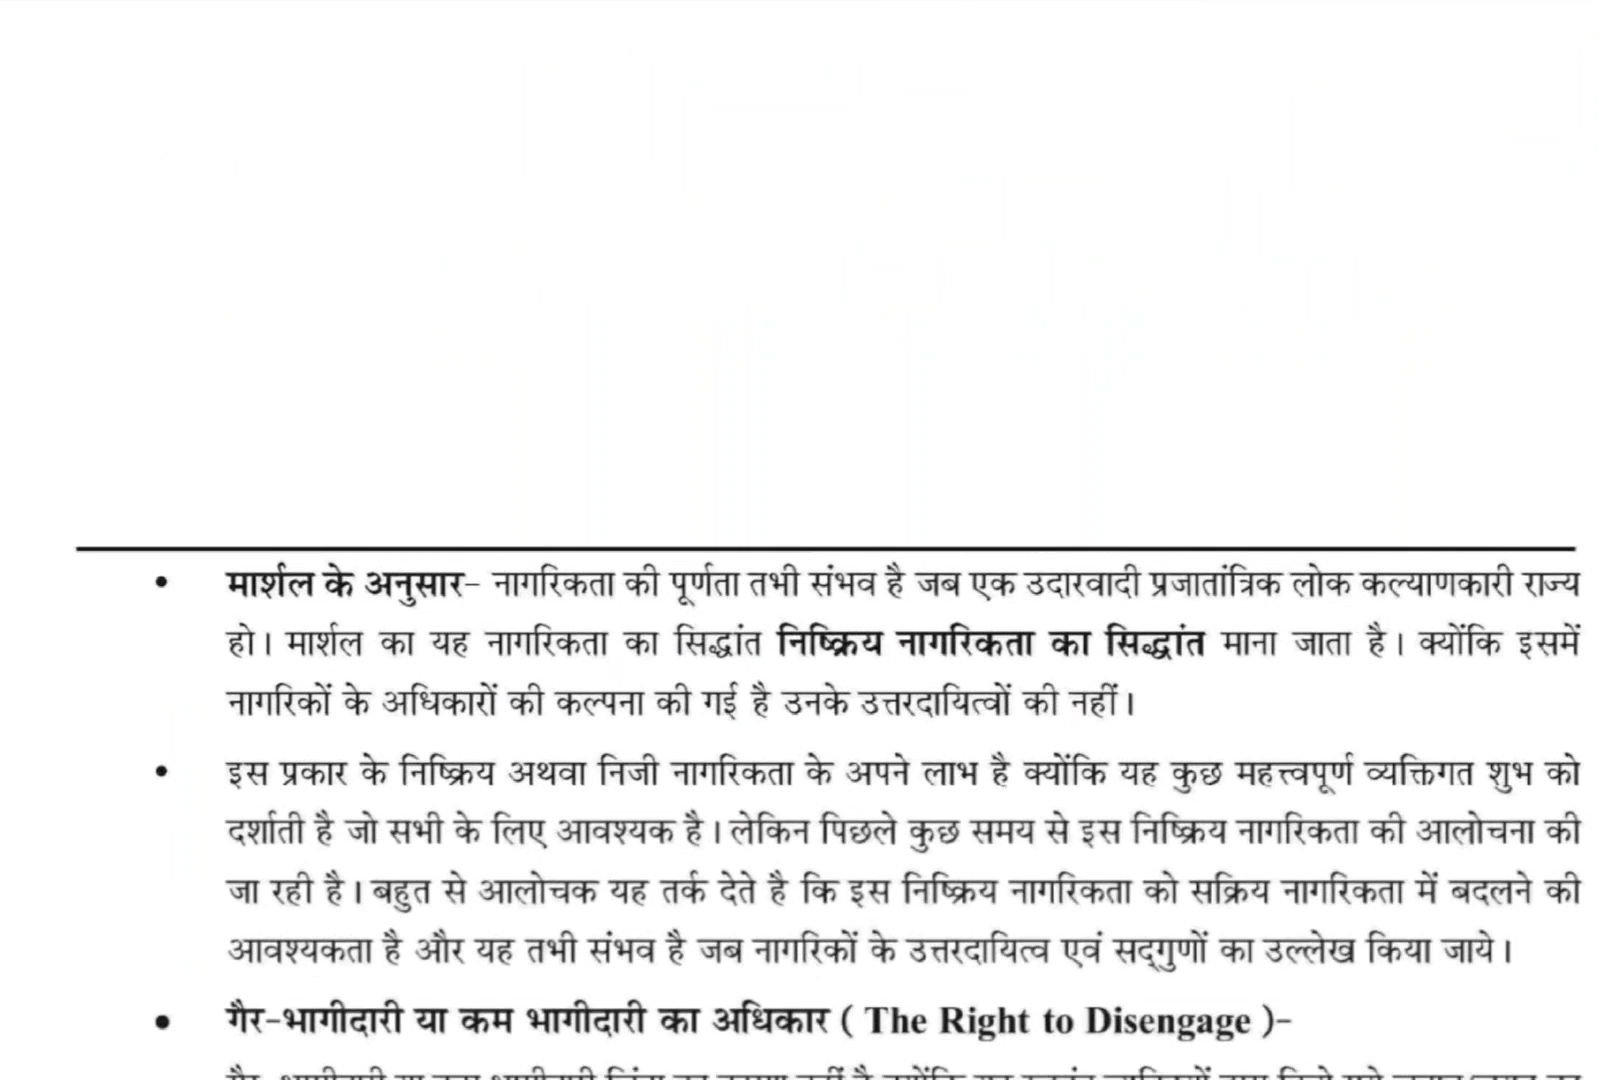 • मार्शल के अनुसार- नागरिकता की पूर्णता तभी संभव है जब एक उदारवादी प्रजातांत्रिक लोक कल्याणकारी राज्य
हो। मार्शल का यह नागरिकता का सिद्धांत निष्क्रिय नागरिकता का सिद्धांत माना जाता है। क्योंकि इसमें
नागरिकों के अधिकारों की कल्पना की गई है उनके उत्तरदायित्वों की नहीं।
• इस प्रकार के निष्क्रिय अथवा निजी नागरिकता के अपने लाभ है क्योंकि यह कुछ महत्त्वपूर्ण व्यक्तिगत शुभ को
दर्शाती है जो सभी के लिए आवश्यक है। लेकिन पिछले कुछ समय से इस निष्क्रिय नागरिकता की आलोचना की
जा रही है। बहुत से आलोचक यह तर्क देते है कि इस निष्क्रिय नागरिकता को सक्रिय नागरिकता में बदलने की
आवश्यकता है और यह तभी संभव है जब नागरिकों के उत्तरदायित्व एवं सद्‌गुणों का उल्लेख किया जाये।
• गैर-भागीदारी या कम भागीदारी का अधिकार ( The Right to Disengage )-